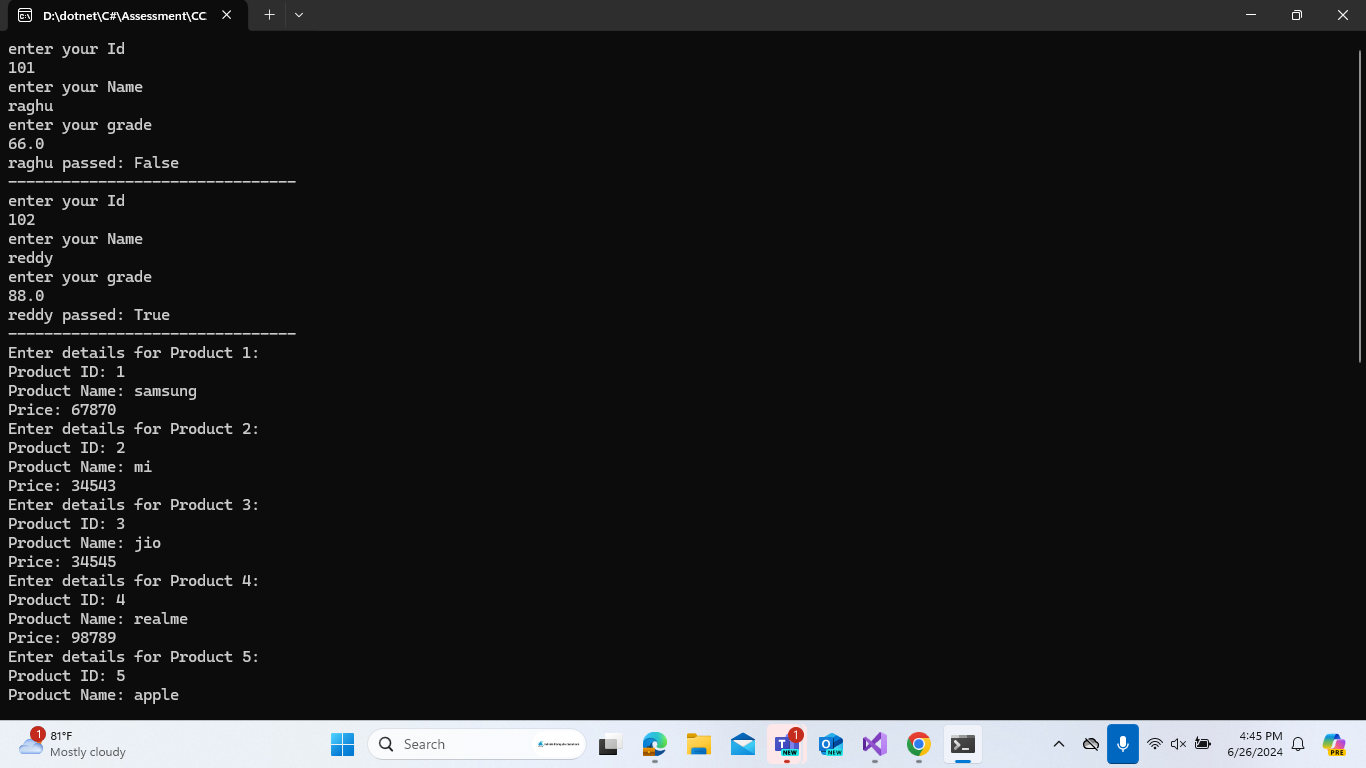 D:\dotnet\C#\Assessment\CC
enter your Id
101
enter your Name
raghu
enter your grade
66.0
raghu passed: False
--------------------------------
enter your Id
102
enter your Name
reddy
enter your grade
88.0
reddy passed: True
--------------------------------
Enter details for Product 1:
Product ID: 1
Product Name: samsung
Price: 67870
Enter details for Product 2:
Product ID: 2
Product Name: mi
Price: 34543
Enter details for Product 3:
Product ID: 3
Product Name: jio
Price: 34545
Enter details for Product 4:
Product ID: 4
Product Name: realme
Price: 98789
Enter details for Product 5:
Product ID: 5
Product Name: apple
1
81°F
Mostly cloudy
Search
1
NEW
NEW
4:45 PM
6/26/2024
PRE